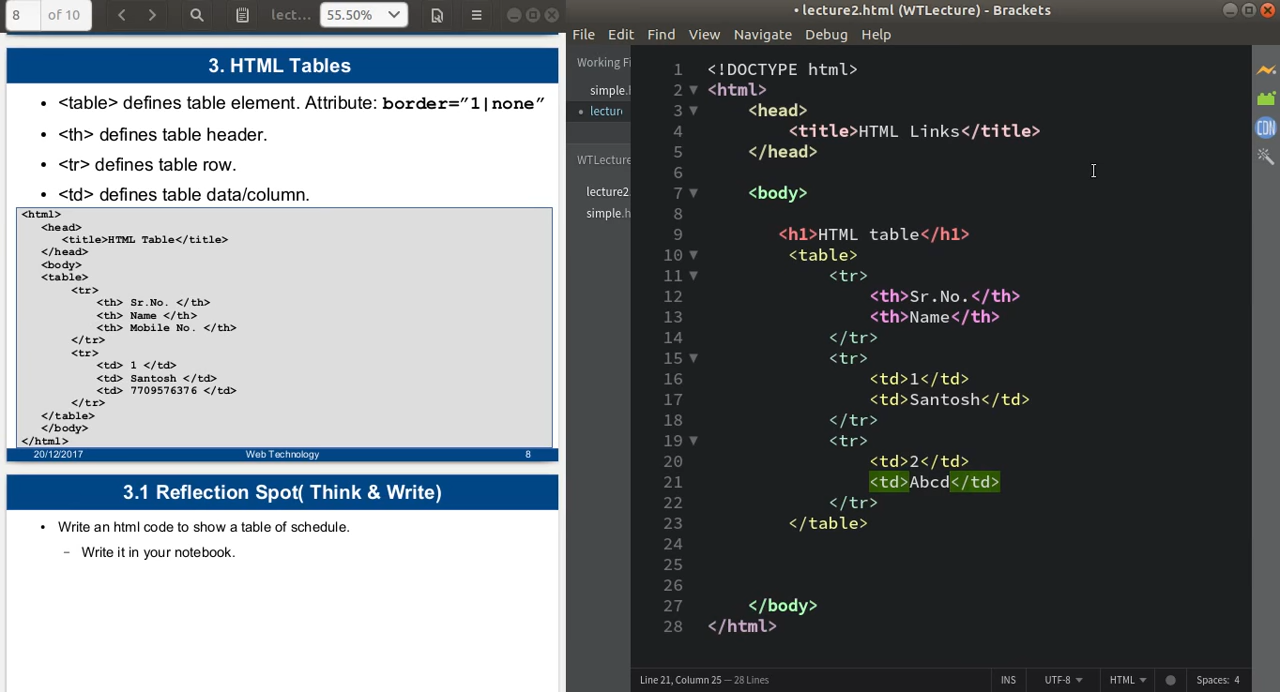 8 of 10
lect...
55.50%
3. HTML Tables
• <table> defines table element. Attribute: border="1|none"
• <th> defines table header.
• <tr> defines table row.
• <td> defines table data/column.
<html>
<head>
<title>HTML Table</title>
</head>
<body>
<table>
<tr>
<th> Sr.No. </th>
<th> Name </th>
<th> Mobile No. </th>
</tr>
<tr>
<td> 1 </td>
<td> Santosh </td>
<td> 7709576376 </td>
</tr>
</table>
</body>
</html>
20/12/2017 Web Technology 8
3.1 Reflection Spot( Think & Write)
• Write an html code to show a table of schedule.
– Write it in your notebook.
• lecture2.html (WTLecture) - Brackets
File Edit Find View Navigate Debug Help
Working Fi
simple.h
• lecture
WTLecture
lecture2.
simple.h
1 <!DOCTYPE html>
2 <html>
3 <head>
4 <title>HTML Links</title>
5 </head>
6
7 <body>
8
9 <h1>HTML table</h1>
10 <table>
11 <tr>
12 <th>Sr.No.</th>
13 <th>Name</th>
14 </tr>
15 <tr>
16 <td>1</td>
17 <td>Santosh</td>
18 </tr>
19 <tr>
20 <td>2</td>
21 <td>Abcd</td>
22 </tr>
23 </table>
24
25
26
27 </body>
28 </html>
CDN
Line 21, Column 25 — 28 Lines INS UTF-8 HTML Spaces: 4